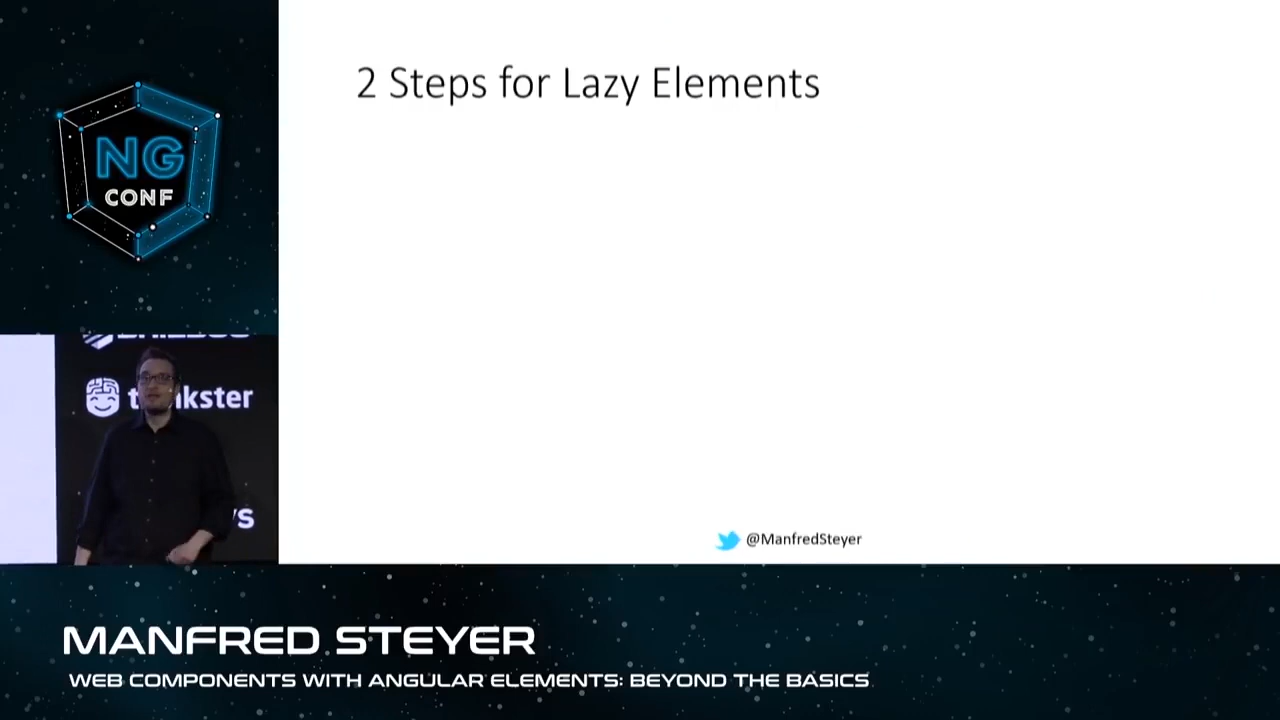 2 Steps for Lazy Elements
NG
CONF
@ManfredSteyer
MANFRED STEYER
WEB COMPONENTS WITH ANGULAR ELEMENTS: BEYOND THE BASICS